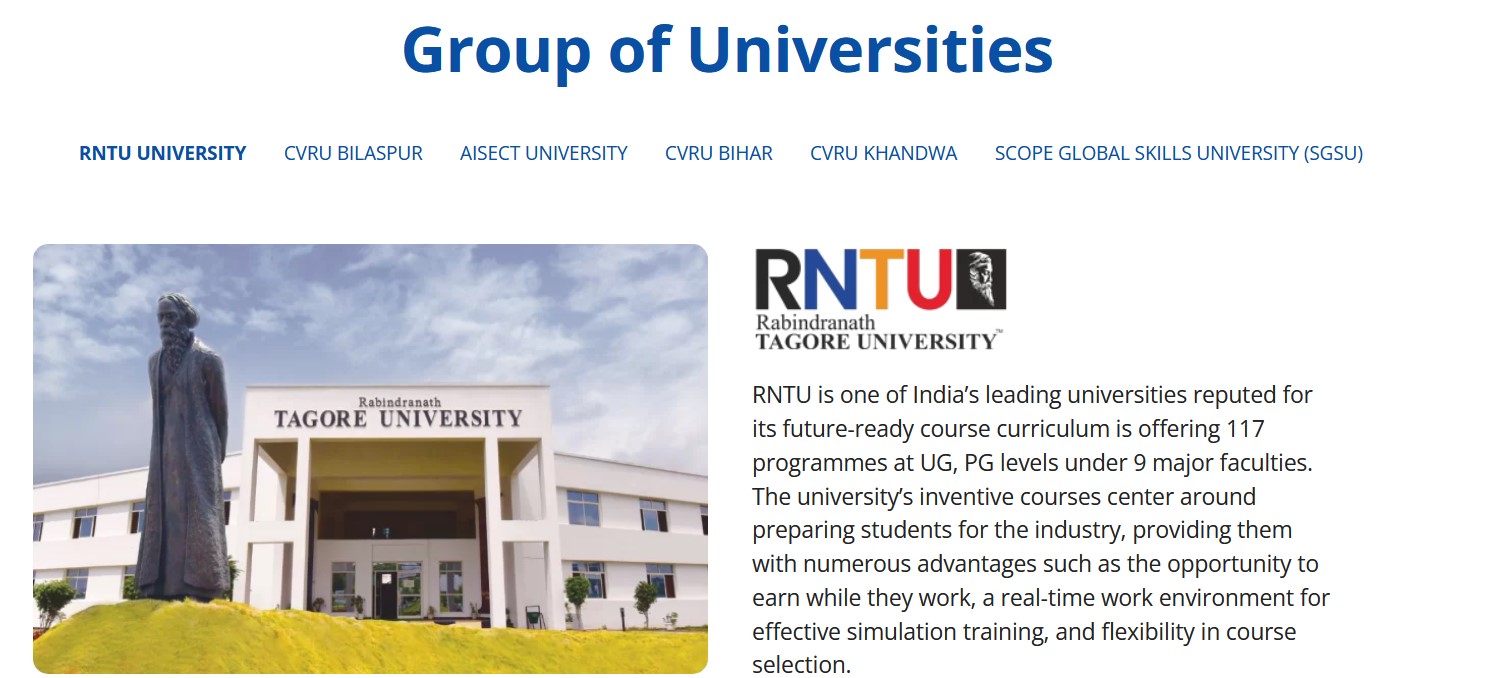 Group of Universities
RNTU UNIVERSITY CVRU BILASPUR AISECT UNIVERSITY CVRU BIHAR CVRU KHANDWA SCOPE GLOBAL SKILLS UNIVERSITY (SGSU)
Rabindranath
TAGORE UNIVERSITY
RNTU
Rabindranath
TAGORE UNIVERSITY™
RNTU is one of India’s leading universities reputed for
its future-ready course curriculum is offering 117
programmes at UG, PG levels under 9 major faculties.
The university’s inventive courses center around
preparing students for the industry, providing them
with numerous advantages such as the opportunity to
earn while they work, a real-time work environment for
effective simulation training, and flexibility in course
selection.